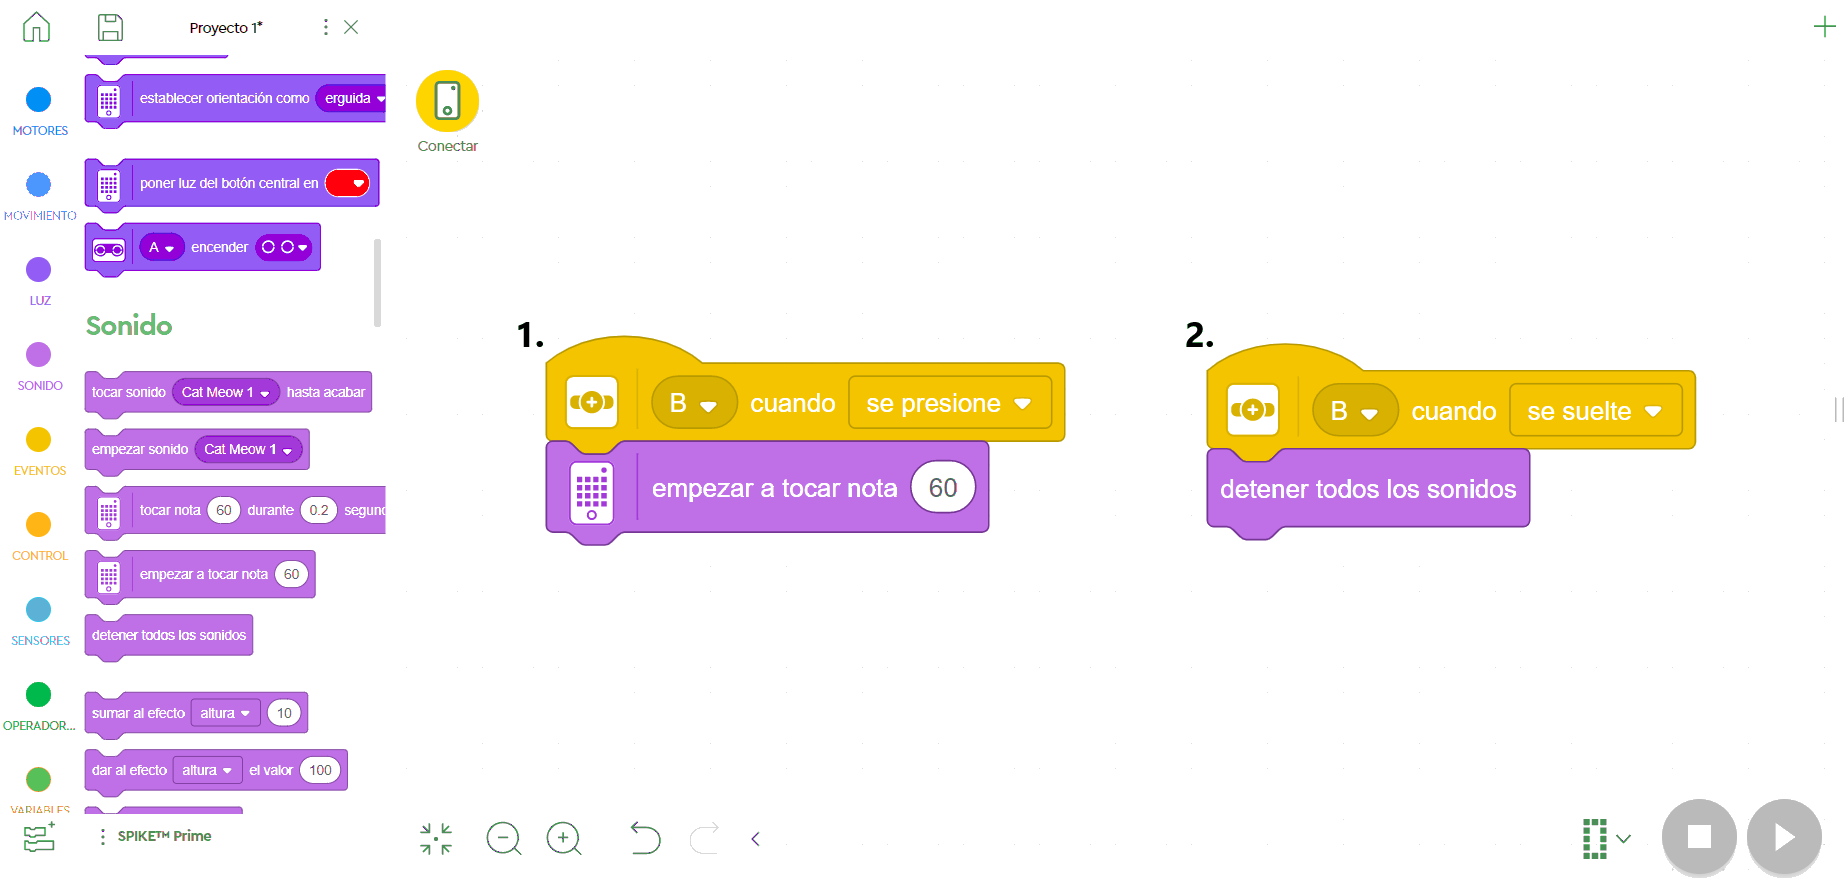 Proyecto 1*
MOTORES
MOVIMIENTO
LUZ
SONIDO
EVENTOS
CONTROL
SENSORES
OPERADOR...
VARIABLES
establecer orientación como erguida
poner luz del botón central en
A encender
Sonido
tocar sonido Cat Meow 1 hasta acabar
empezar sonido Cat Meow 1
tocar nota 60 durante 0.2 segun
empezar a tocar nota 60
detener todos los sonidos
sumar al efecto altura 10
dar al efecto altura el valor 100
SPIKE™ Prime
Conectar
1.
B cuando se presione
empezar a tocar nota 60
2.
B cuando se suelte
detener todos los sonidos